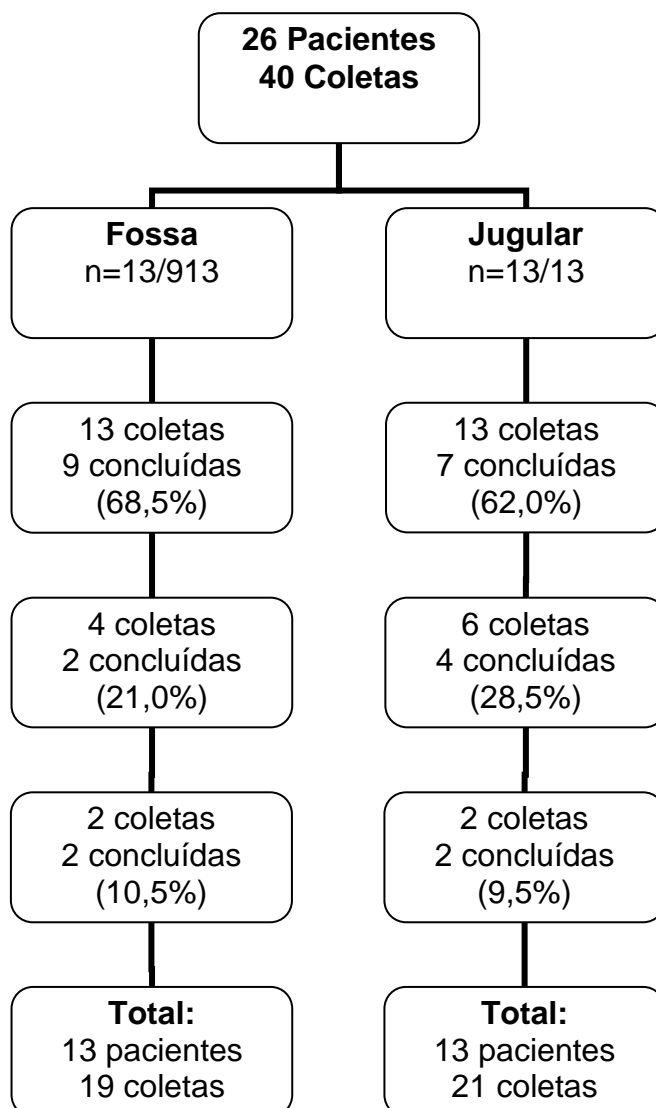 26 Pacientes
40 Coletas
Fossa
n=13/913
Jugular
n=13/13
13 coletas
9 concluídas
(68,5%)
13 coletas
7 concluídas
(62,0%)
4 coletas
2 concluídas
(21,0%)
6 coletas
4 concluídas
(28,5%)
2 coletas
2 concluídas
(10,5%)
2 coletas
2 concluídas
(9,5%)
Total:
13 pacientes
19 coletas
Total:
13 pacientes
21 coletas